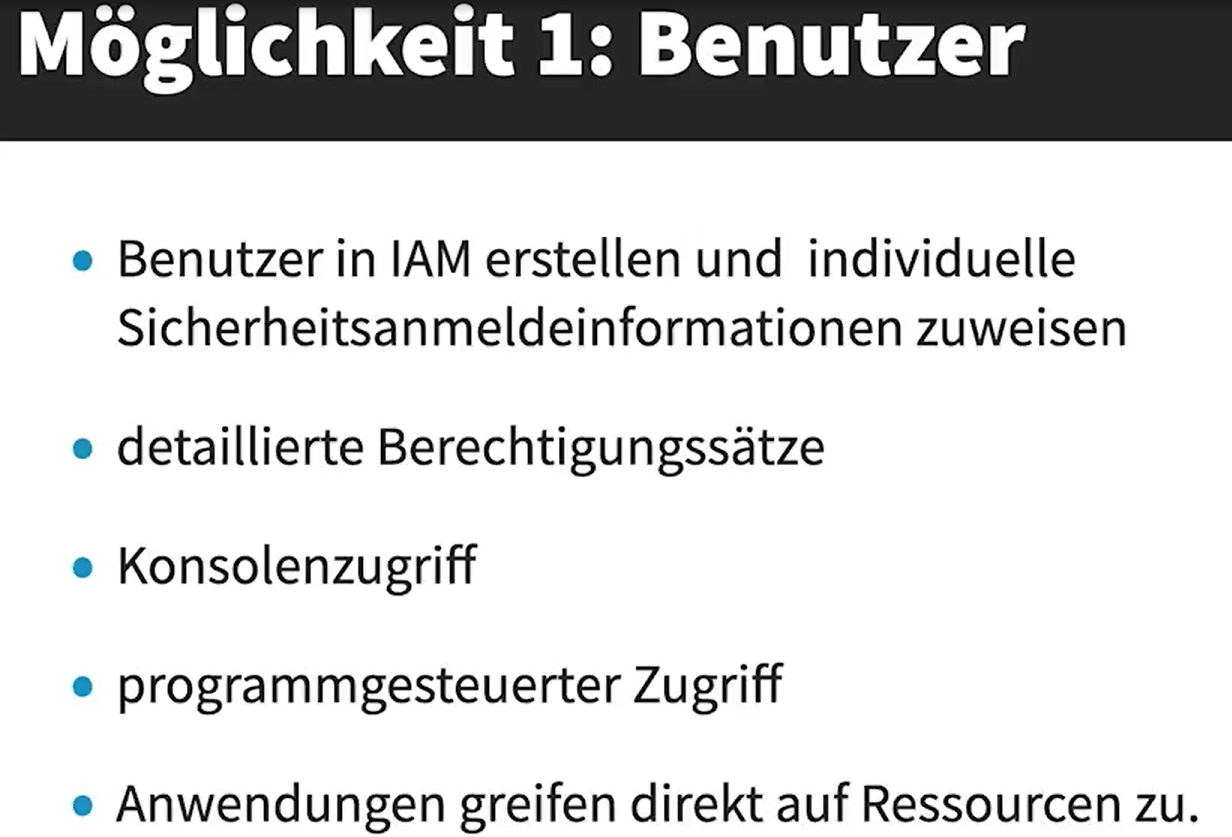 Möglichkeit 1: Benutzer
• Benutzer in IAM erstellen und  individuelle
Sicherheitsanmeldeinformationen zuweisen
• detaillierte Berechtigungssätze
• Konsolenzugriff
• programmgesteuerter Zugriff
• Anwendungen greifen direkt auf Ressourcen zu.